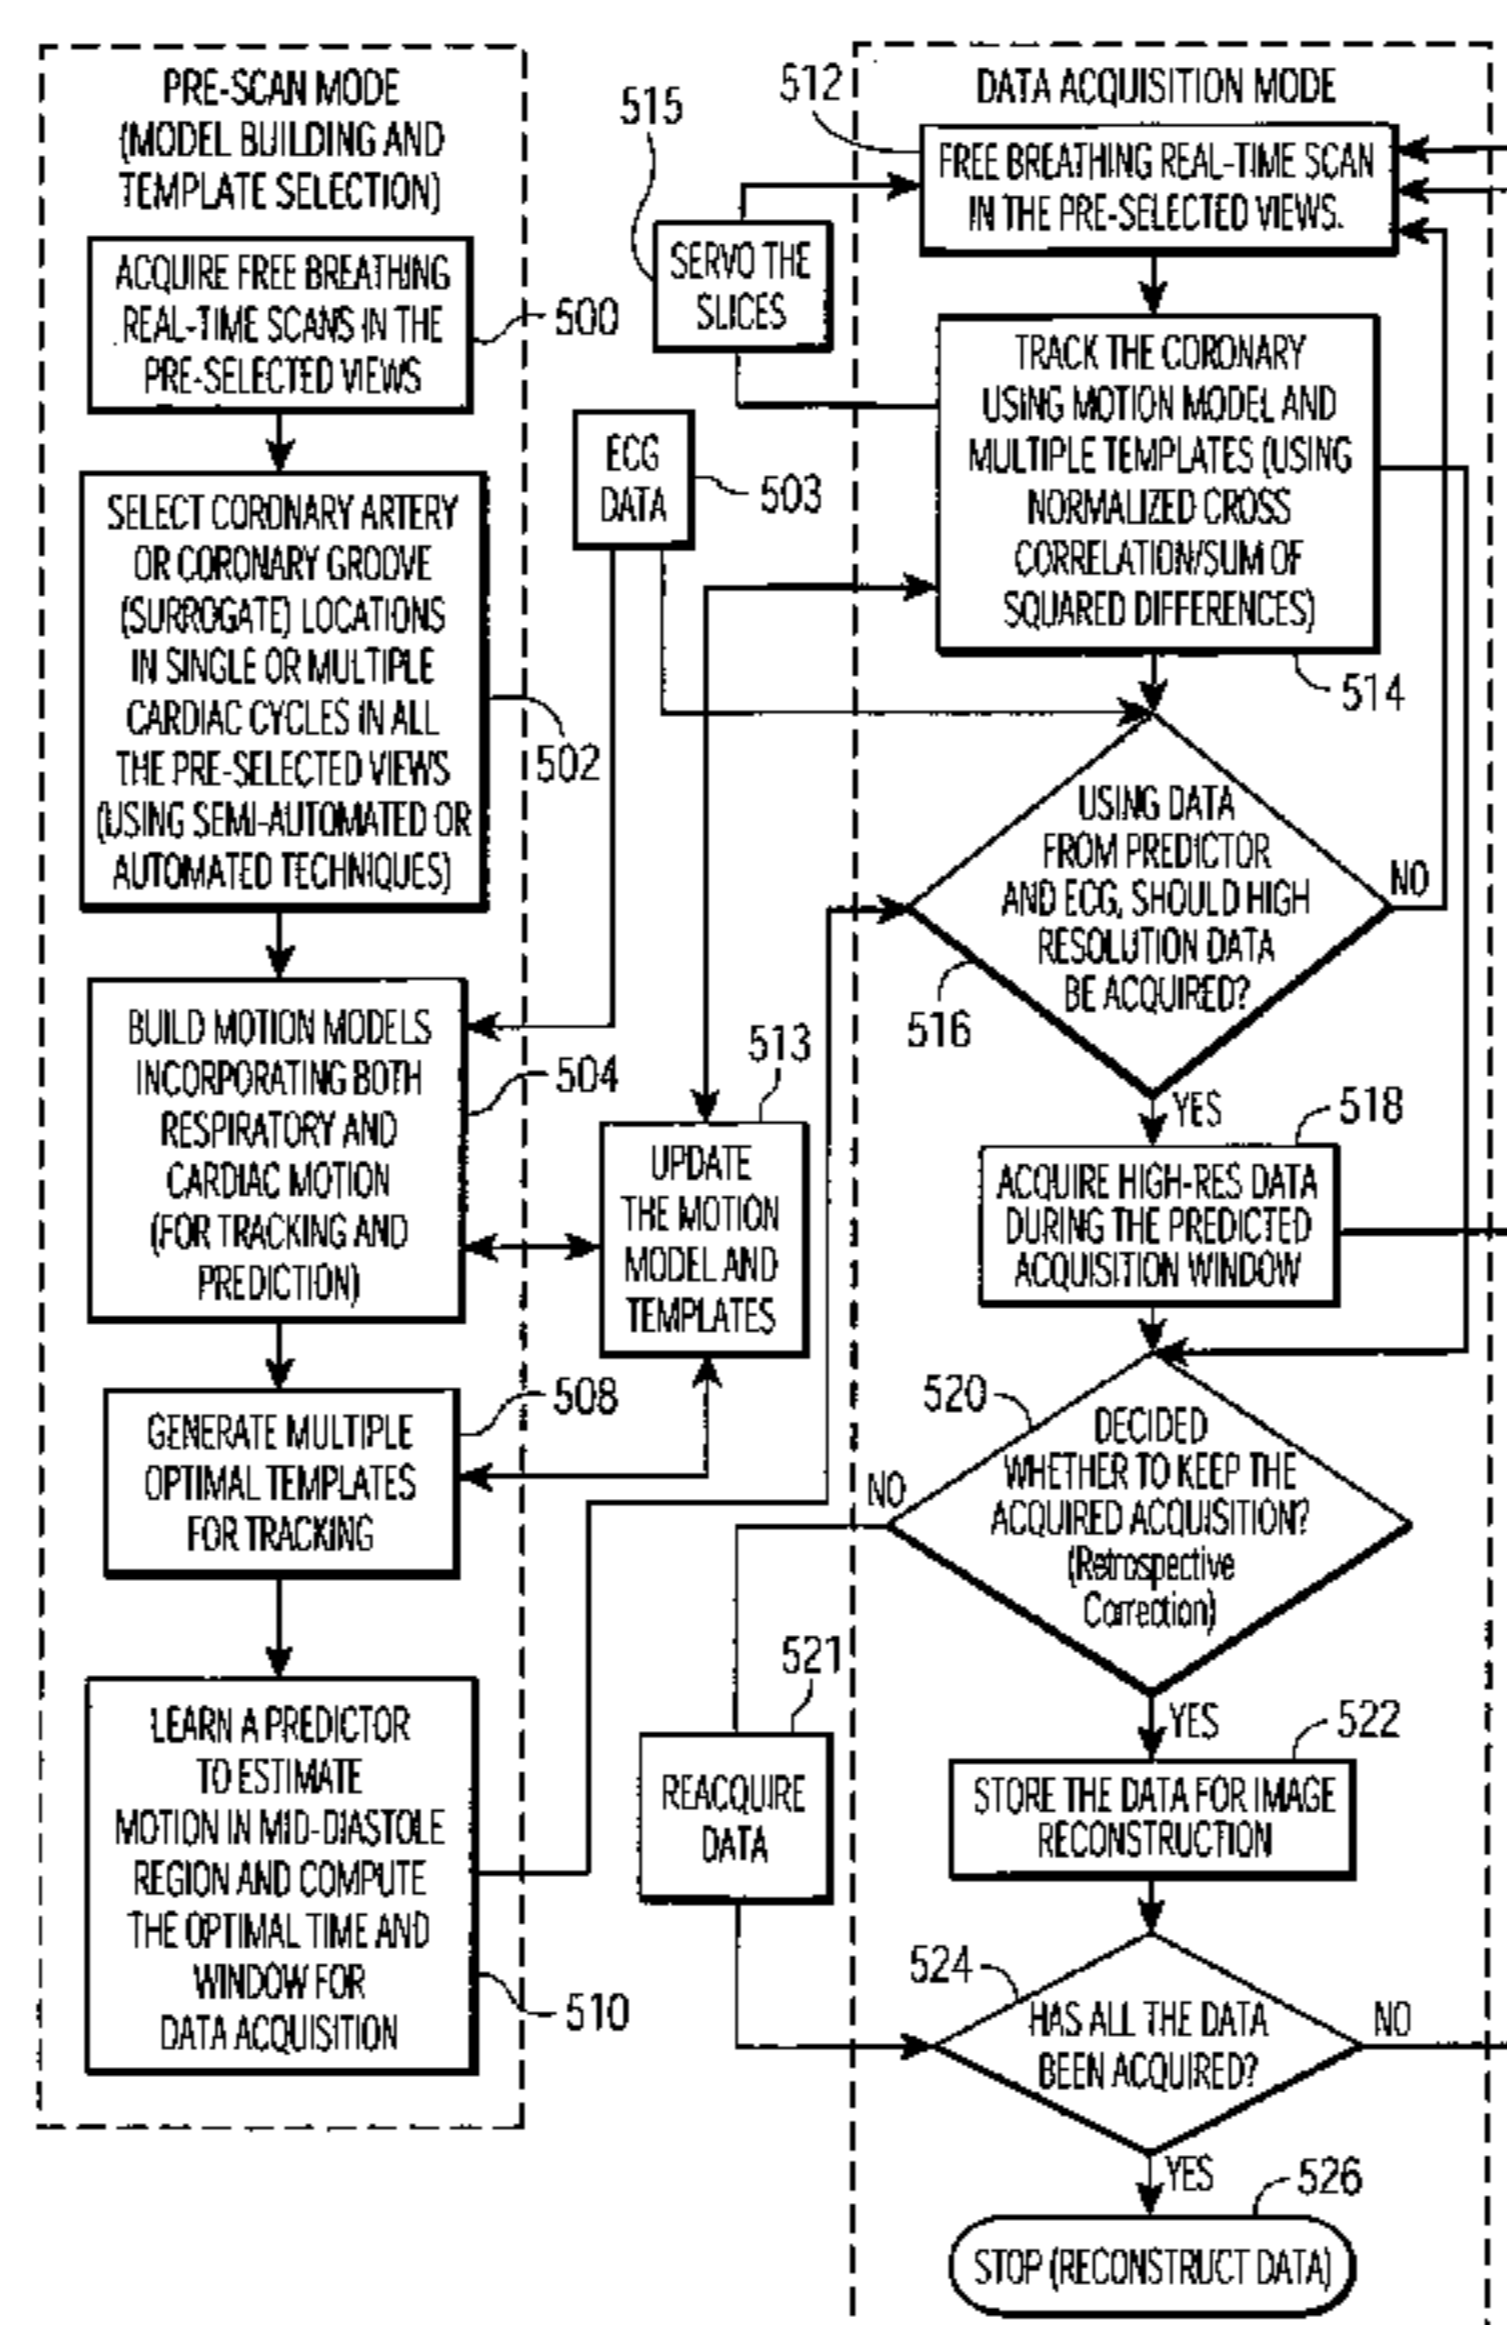 PRE-SCAN MODE
(MODEL BUILDING AND
TEMPLATE SELECTION)
ACQUIRE FREE BREATHING
REAL-TIME SCANS IN THE
PRE-SELECTED VIEWS
500
SELECT CORONARY ARTERY
OR CORONARY GROOVE
(SURROGATE) LOCATIONS
IN SINGLE OR MULTIPLE
CARDIAC CYCLES IN ALL
THE PRE-SELECTED VIEWS
(USING SEMI-AUTOMATED OR
AUTOMATED TECHNIQUES)
502
BUILD MOTION MODELS
INCORPORATING BOTH
RESPIRATORY AND
CARDIAC MOTION
(FOR TRACKING AND
PREDICTION)
504
GENERATE MULTIPLE
OPTIMAL TEMPLATES
FOR TRACKING
508
LEARN A PREDICTOR
TO ESTIMATE
MOTION IN MID-DIASTOLE
REGION AND COMPUTE
THE OPTIMAL TIME AND
WINDOW FOR
DATA ACQUISITION
510
515
SERVO THE
SLICES
ECG
DATA
503
513
UPDATE
THE MOTION
MODEL AND
TEMPLATES
521
REACQUIRE
DATA
512
DATA ACQUISITION MODE
FREE BREATHING REAL-TIME SCAN
IN THE PRE-SELECTED VIEWS.
TRACK THE CORONARY
USING MOTION MODEL AND
MULTIPLE TEMPLATES (USING
NORMALIZED CROSS
CORRELATION/SUM OF
SQUARED DIFFERENCES)
514
USING DATA
FROM PREDICTOR
AND ECG, SHOULD HIGH
RESOLUTION DATA
BE ACQUIRED?
NO
516
YES
518
ACQUIRE HIGH-RES DATA
DURING THE PREDICTED
ACQUISITION WINDOW
520
DECIDED
WHETHER TO KEEP THE
ACQUIRED ACQUISITION?
(Retrospective
Correction)
NO
YES
522
STORE THE DATA FOR IMAGE
RECONSTRUCTION
524
HAS ALL THE DATA
BEEN ACQUIRED?
NO
YES
526
STOP (RECONSTRUCT DATA)